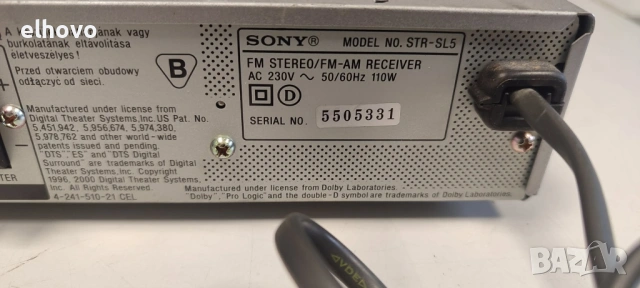 elhovo
A áramtalanítást a hálózati vagy
burkolatának eltávolítása
életveszélyes !
Przed otwarciem obudowy
odłączyć od sieci.
B
SONY®
MODEL NO. STR-SL5
FM STEREO/FM-AM RECEIVER
AC 230V ~ 50/60Hz 110W
D
SERIAL NO. 5505331
Manufactured under license from
Digital Theater Systems,Inc.US Pat. No.
5,451,942, 5,956,674, 5,974,380,
5,978,762 and other world-wide
patents issued and pending.
"DTS","ES" and "DTS Digital
Surround" are trademarks of Digital
Theater Systems,Inc. Copyright
1996, 2000 Digital Theater Systems,
Inc. All Rights Reserved.
4-241-510-21 CEL
Manufactured under license from Dolby Laboratories.
"Dolby","Pro Logic" and the double-D symbol are trademarks of Dolby Laboratories.
TER
bazar
.bg